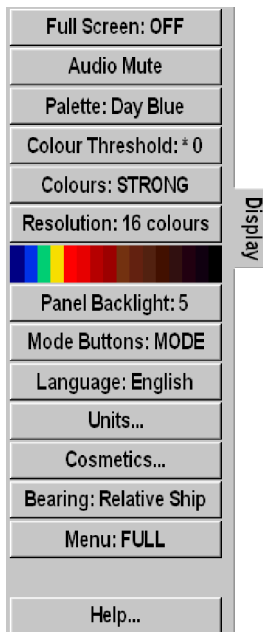 Full Screen: OFF
Audio Mute
Palette: Day Blue
Colour Threshold: * 0
Colours: STRONG
Resolution: 16 colours
Display
Panel Backlight: 5
Mode Buttons: MODE
Language: English
Units...
Cosmetics...
Bearing: Relative Ship
Menu: FULL
Help...